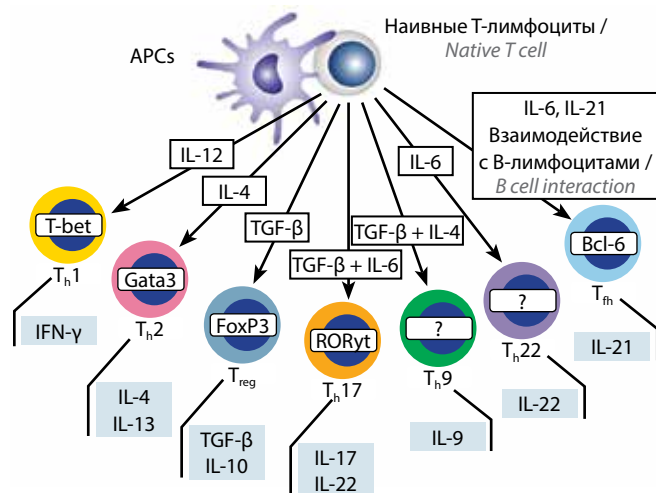 Наивные Т-лимфоциты /
Native T cell
APCs
IL-6, IL-21
Взаимодействие
с В-лимфоцитами /
B cell interaction
IL-12
IL-6
IL-4
TGF-β
TGF-β + IL-4
TGF-β + IL-6
T-bet
Gata3
FoxP3
RORyt
?
?
Bcl-6
Th1
Th2
Treg
Th17
Th9
Th22
Tfh
IFN-γ
IL-4
IL-13
TGF-β
IL-10
IL-17
IL-22
IL-9
IL-22
IL-21